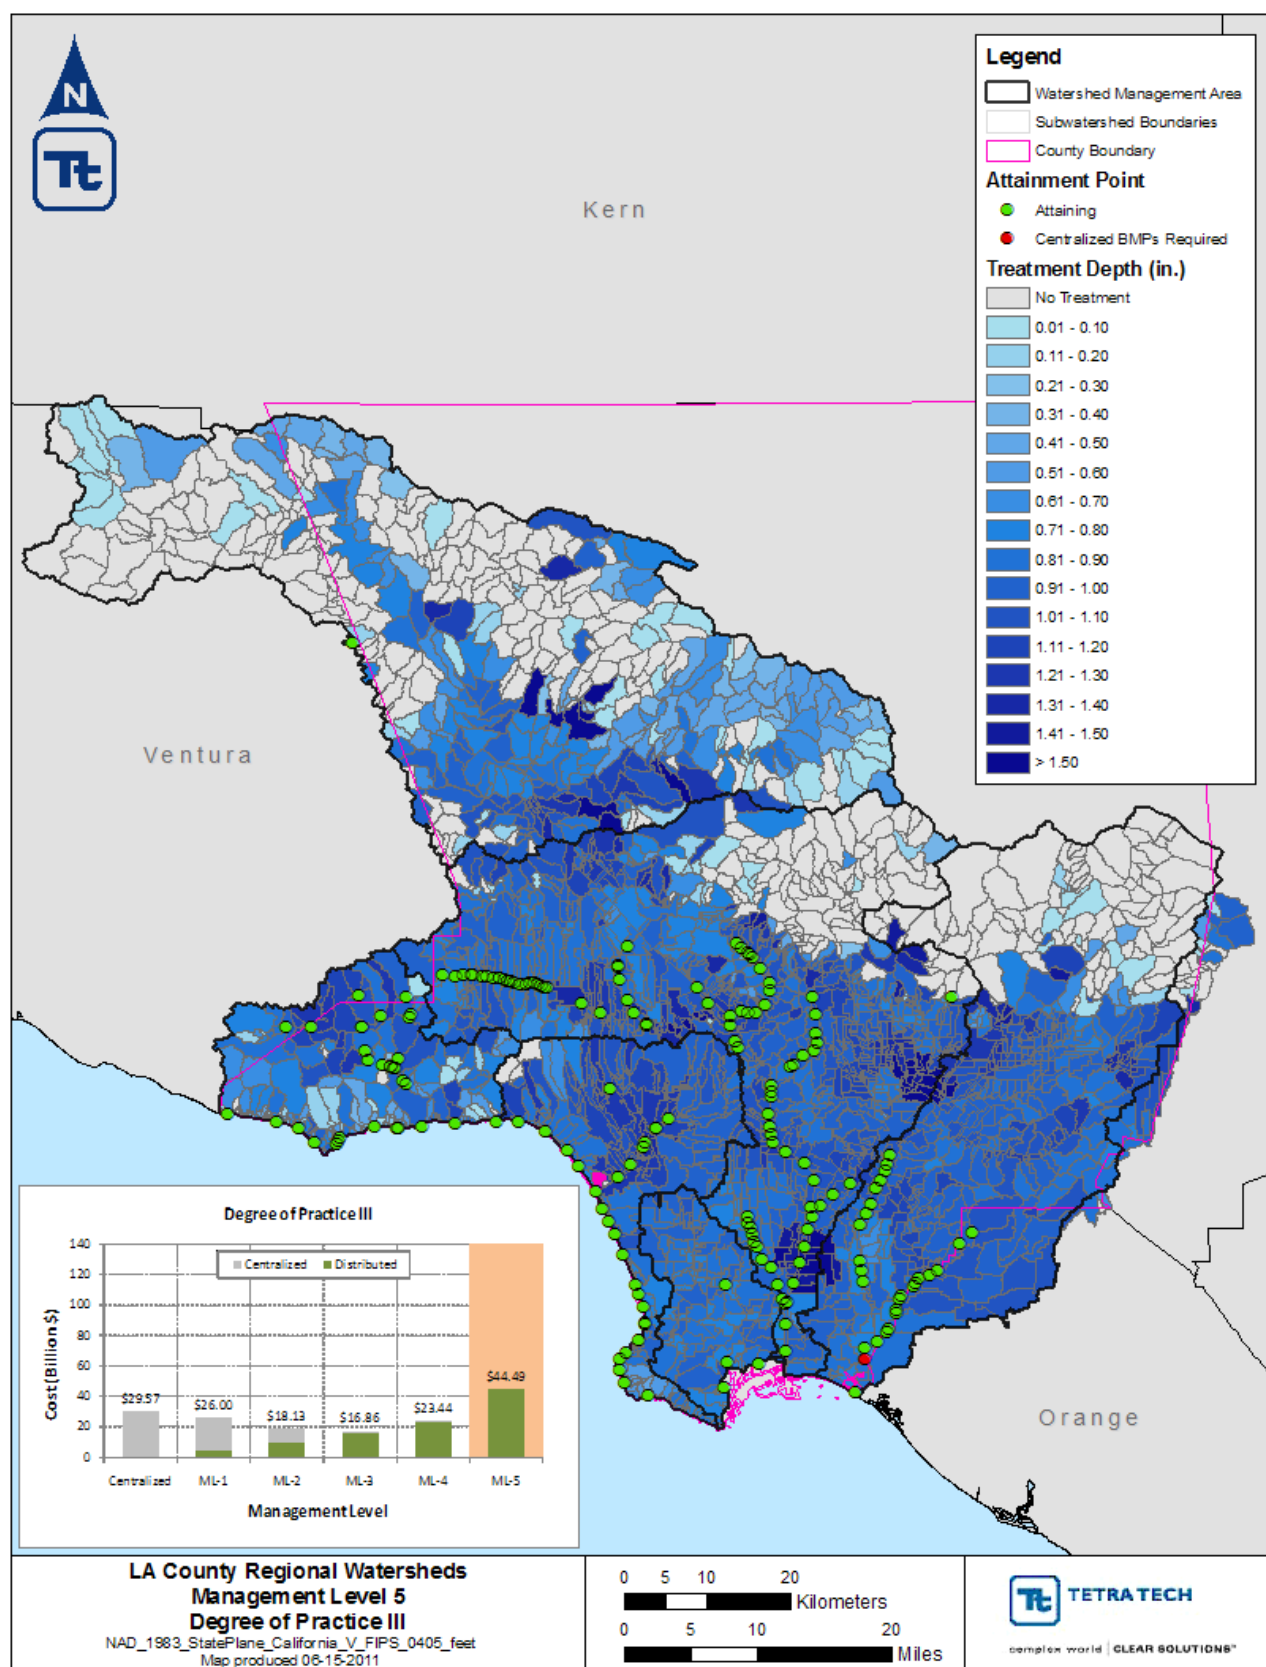 N
Tt
Legend
Watershed Management Area
Subwatershed Boundaries
County Boundary
Attainment Point
Attaining
Centralized BMPs Required
Treatment Depth (in.)
No Treatment
0.01 - 0.10
0.11 - 0.20
0.21 - 0.30
0.31 - 0.40
0.41 - 0.50
0.51 - 0.60
0.61 - 0.70
0.71 - 0.80
0.81 - 0.90
0.91 - 1.00
1.01 - 1.10
1.11 - 1.20
1.21 - 1.30
1.31 - 1.40
1.41 - 1.50
> 1.50
Kern
Ventura
Orange
Degree of Practice III
Centralized Distributed
Cost (Billion $)
140
120
100
80
60
40
20
0
$29.57
$26.00
$18.13
$16.86
$23.44
$44.49
Centralized ML-1 ML-2 ML-3 ML-4 ML-5
Management Level
LA County Regional Watersheds
Management Level 5
Degree of Practice III
NAD_1983_StatePlane_California_V_FIPS_0405_feet
Map produced 06-15-2011
0 5 10 20
Kilometers
0 5 10 20
Miles
Tt TETRA TECH
complex world | CLEAR SOLUTIONS™